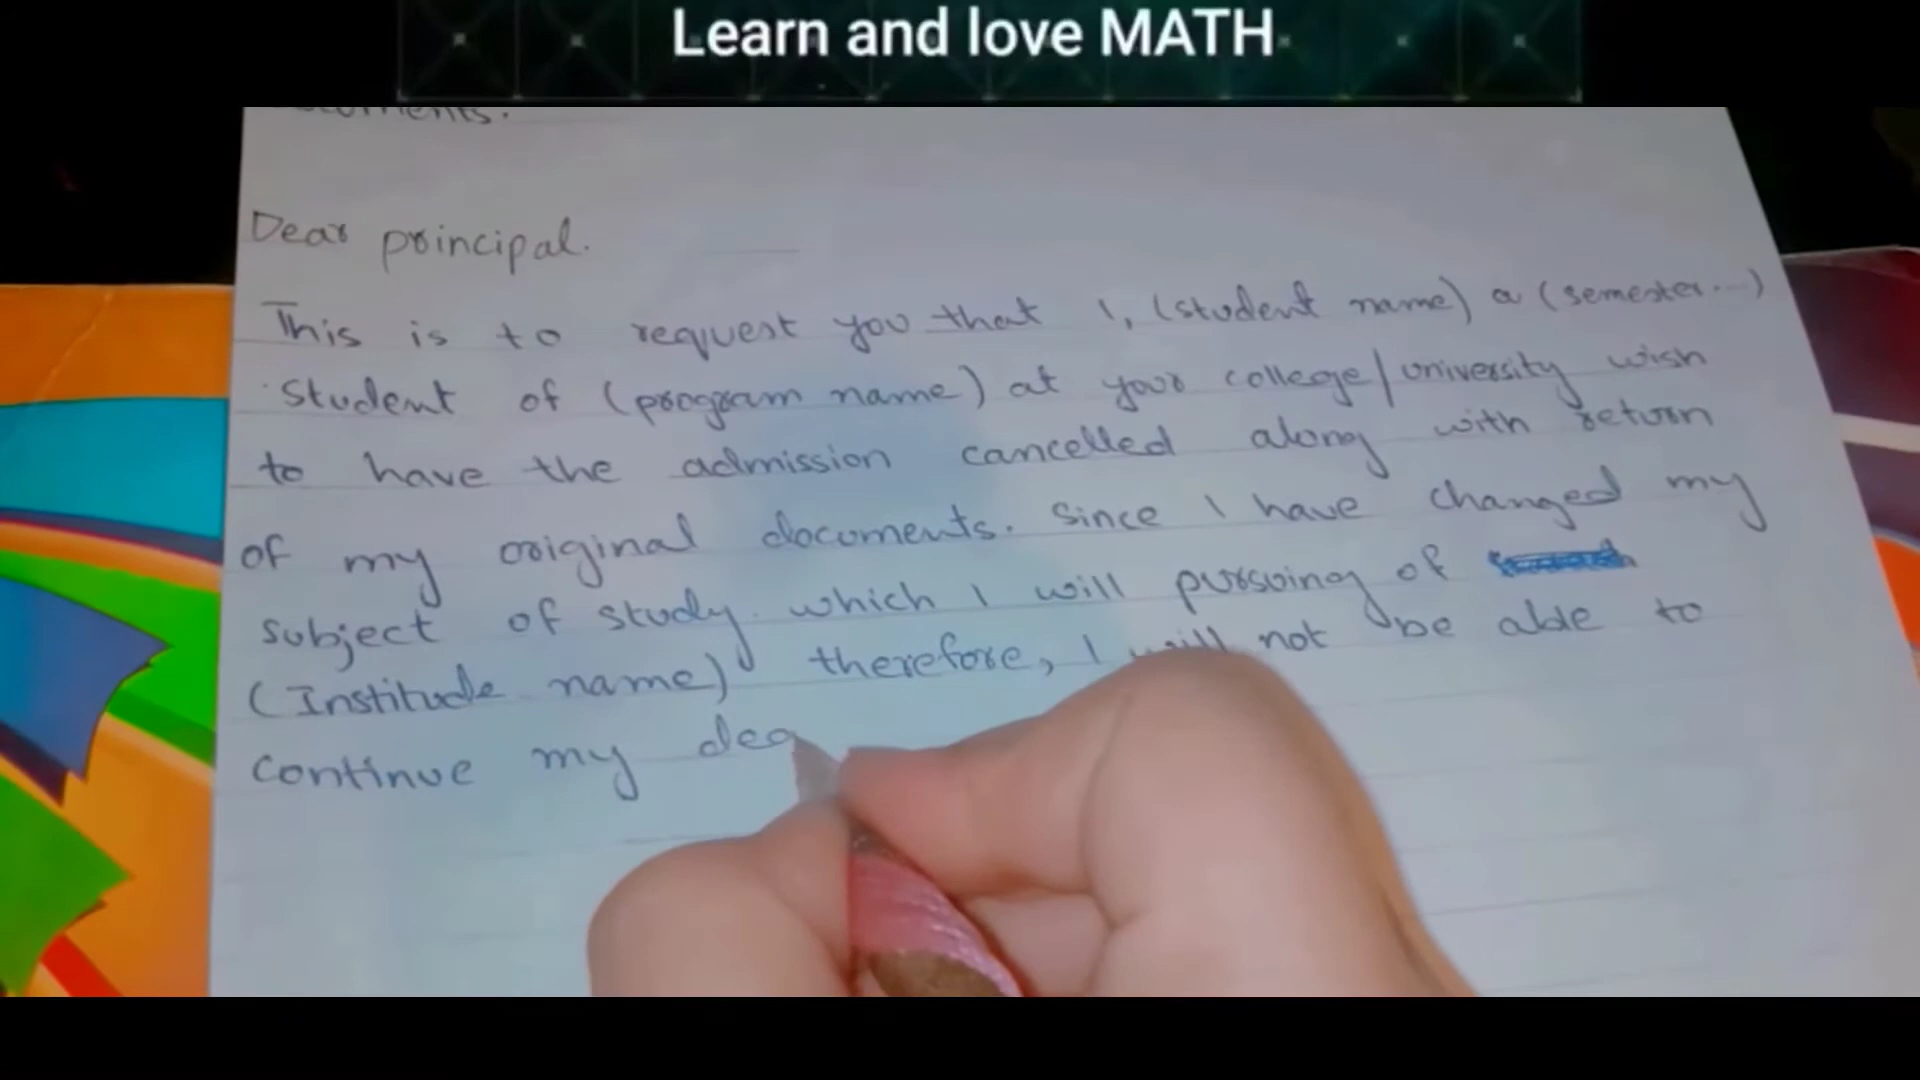 Learn and love MATH
Dear principal.
This is to request you that I, (student name) a (semester...)
Student of (program name) at your college/university wish
to have the admission cancelled along with return
of my original documents. Since I have changed my
subject of study. which I will pursuing of
(Institude name) therefore, I will not be able to
continue my deg